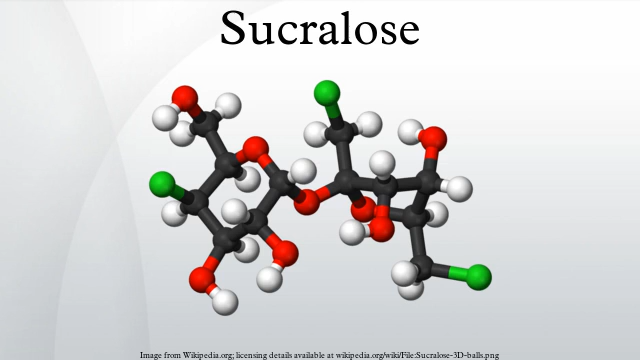 Sucralose
Image from Wikipedia.org; licensing details available at wikipedia.org/wiki/File:Sucralose-3D-balls.png